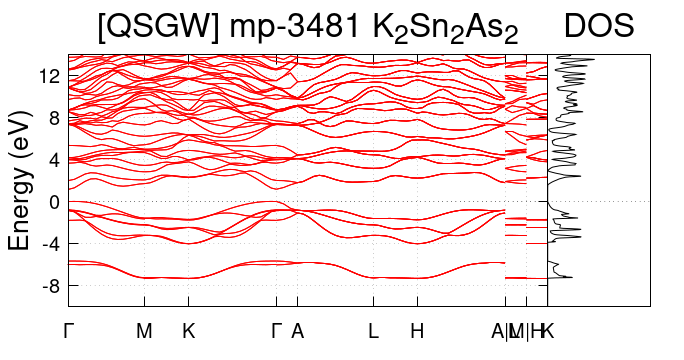 [QSGW] mp-3481 K₂Sn₂As₂ DOS
Energy (eV)
12
8
4
0
-4
-8
Γ M K Γ A L H A|L M|H K